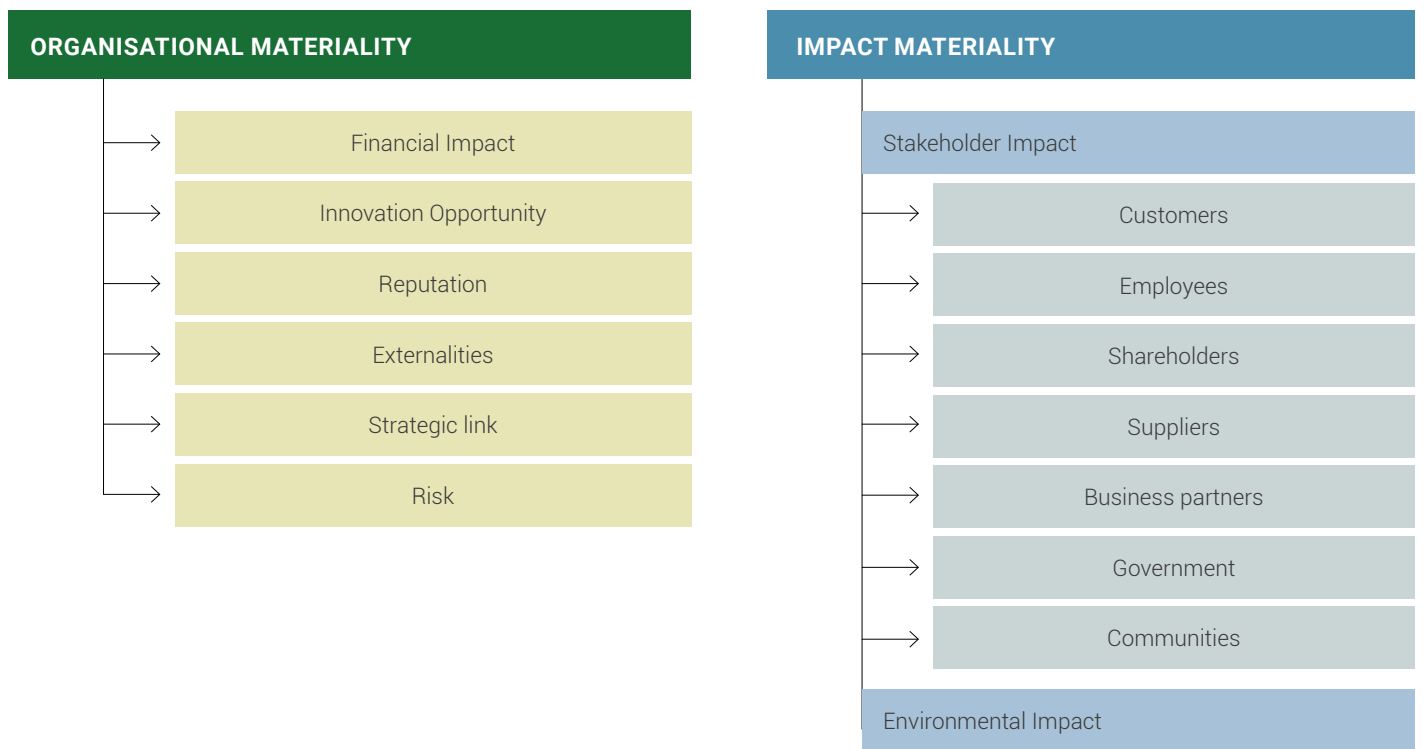 ORGANISATIONAL MATERIALITY
Financial Impact
Innovation Opportunity
Reputation
Externalities
Strategic link
Risk
IMPACT MATERIALITY
Stakeholder Impact
Customers
Employees
Shareholders
Suppliers
Business partners
Government
Communities
Environmental Impact